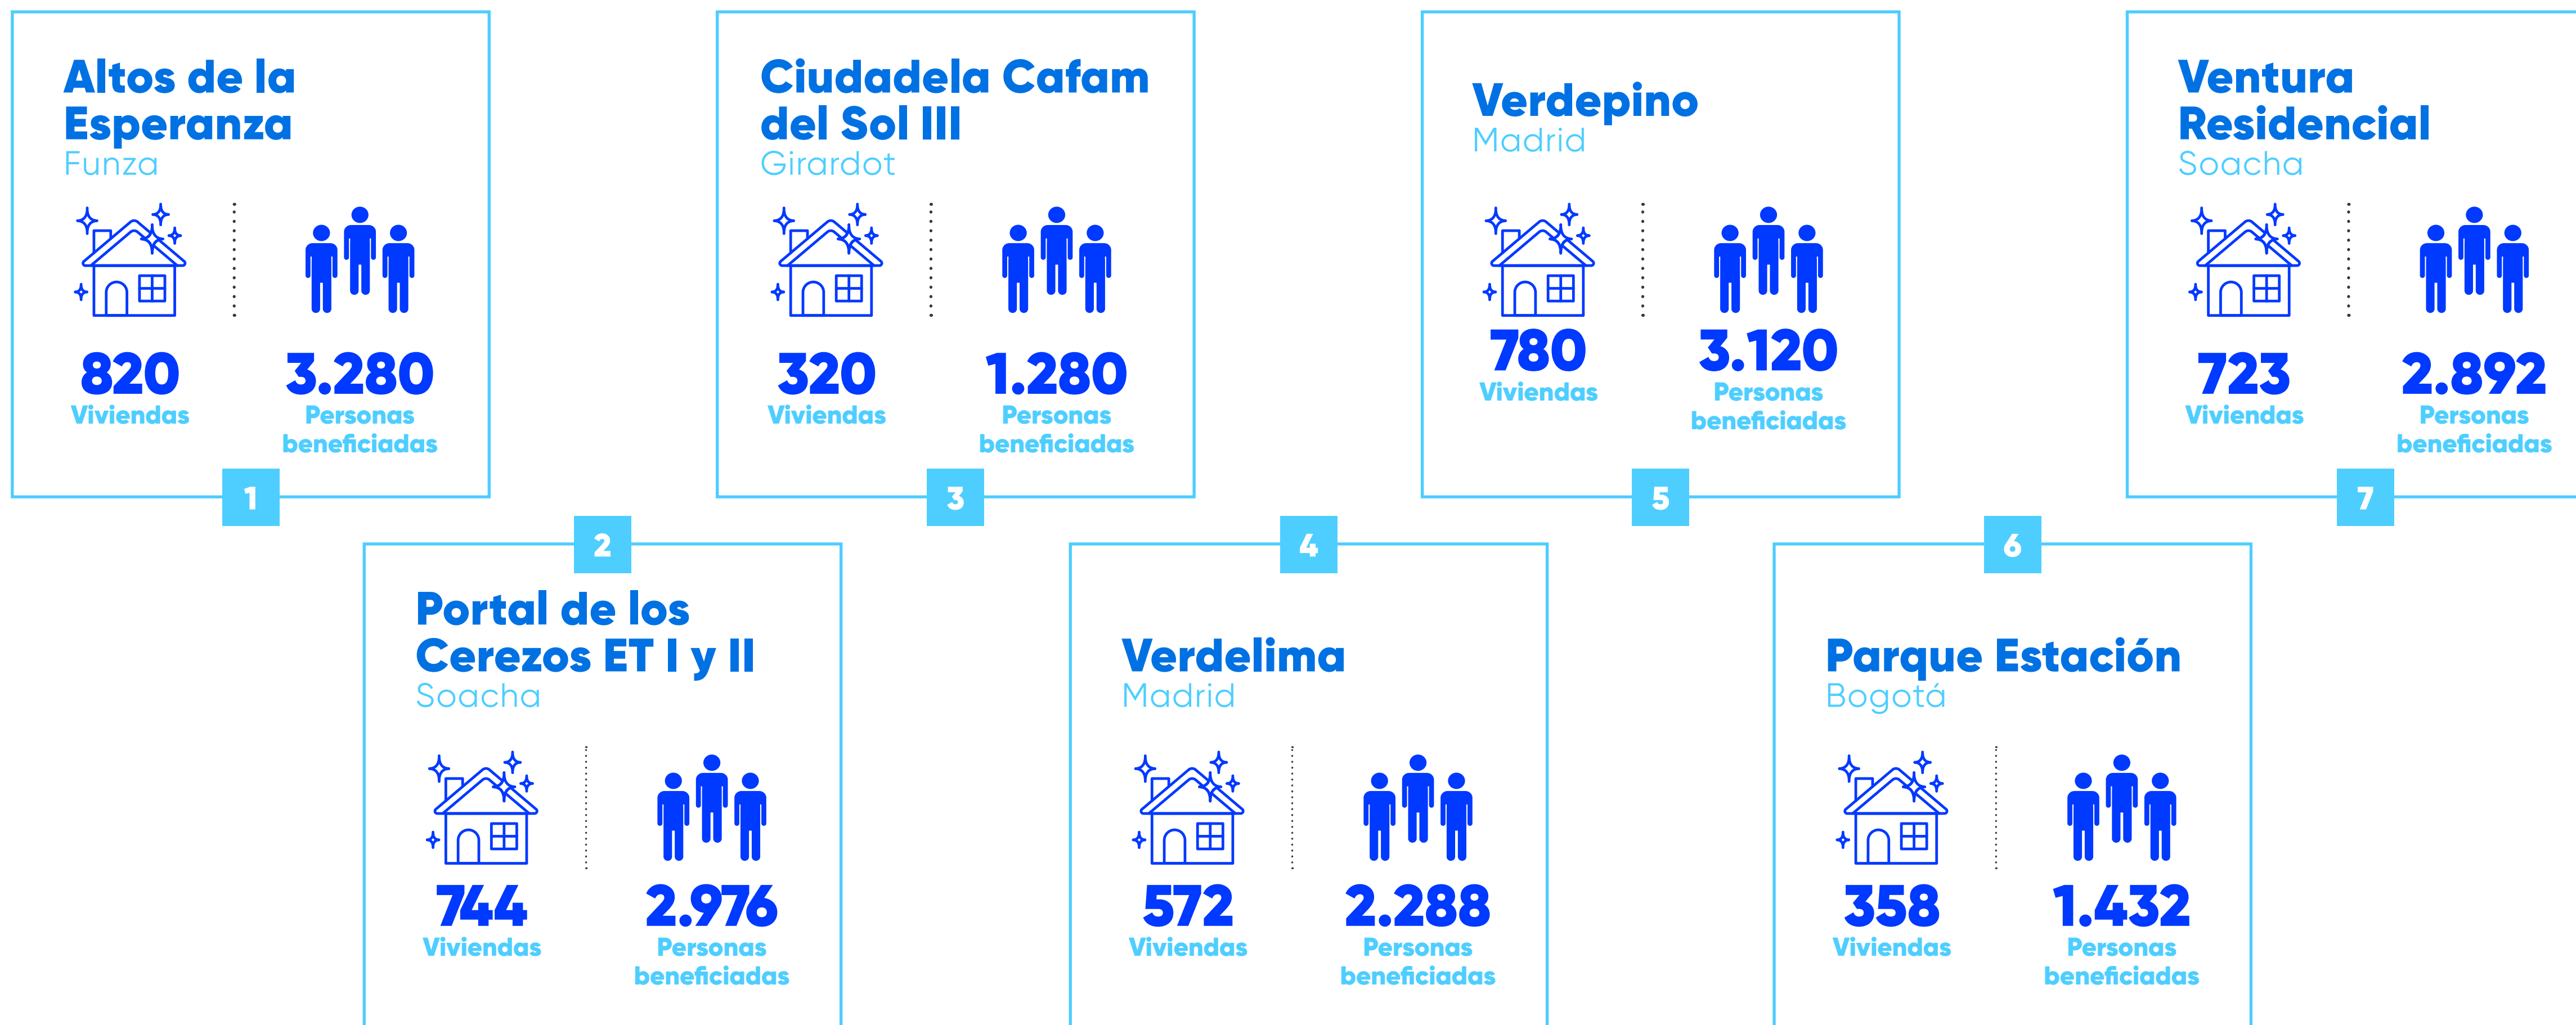 Altos de la
Esperanza
Funza
820
Viviendas
3.280
Personas
beneficiadas
1
2
Portal de los
Cerezos ET I y II
Soacha
744
Viviendas
2.976
Personas
beneficiadas
Ciudadela Cafam
del Sol III
Girardot
320
Viviendas
1.280
Personas
beneficiadas
3
4
Verdelima
Madrid
572
Viviendas
2.288
Personas
beneficiadas
Verdepino
Madrid
780
Viviendas
3.120
Personas
beneficiadas
5
6
Parque Estación
Bogotá
358
Viviendas
1.432
Personas
beneficiadas
Ventura
Residencial
Soacha
723
Viviendas
2.892
Personas
beneficiadas
7